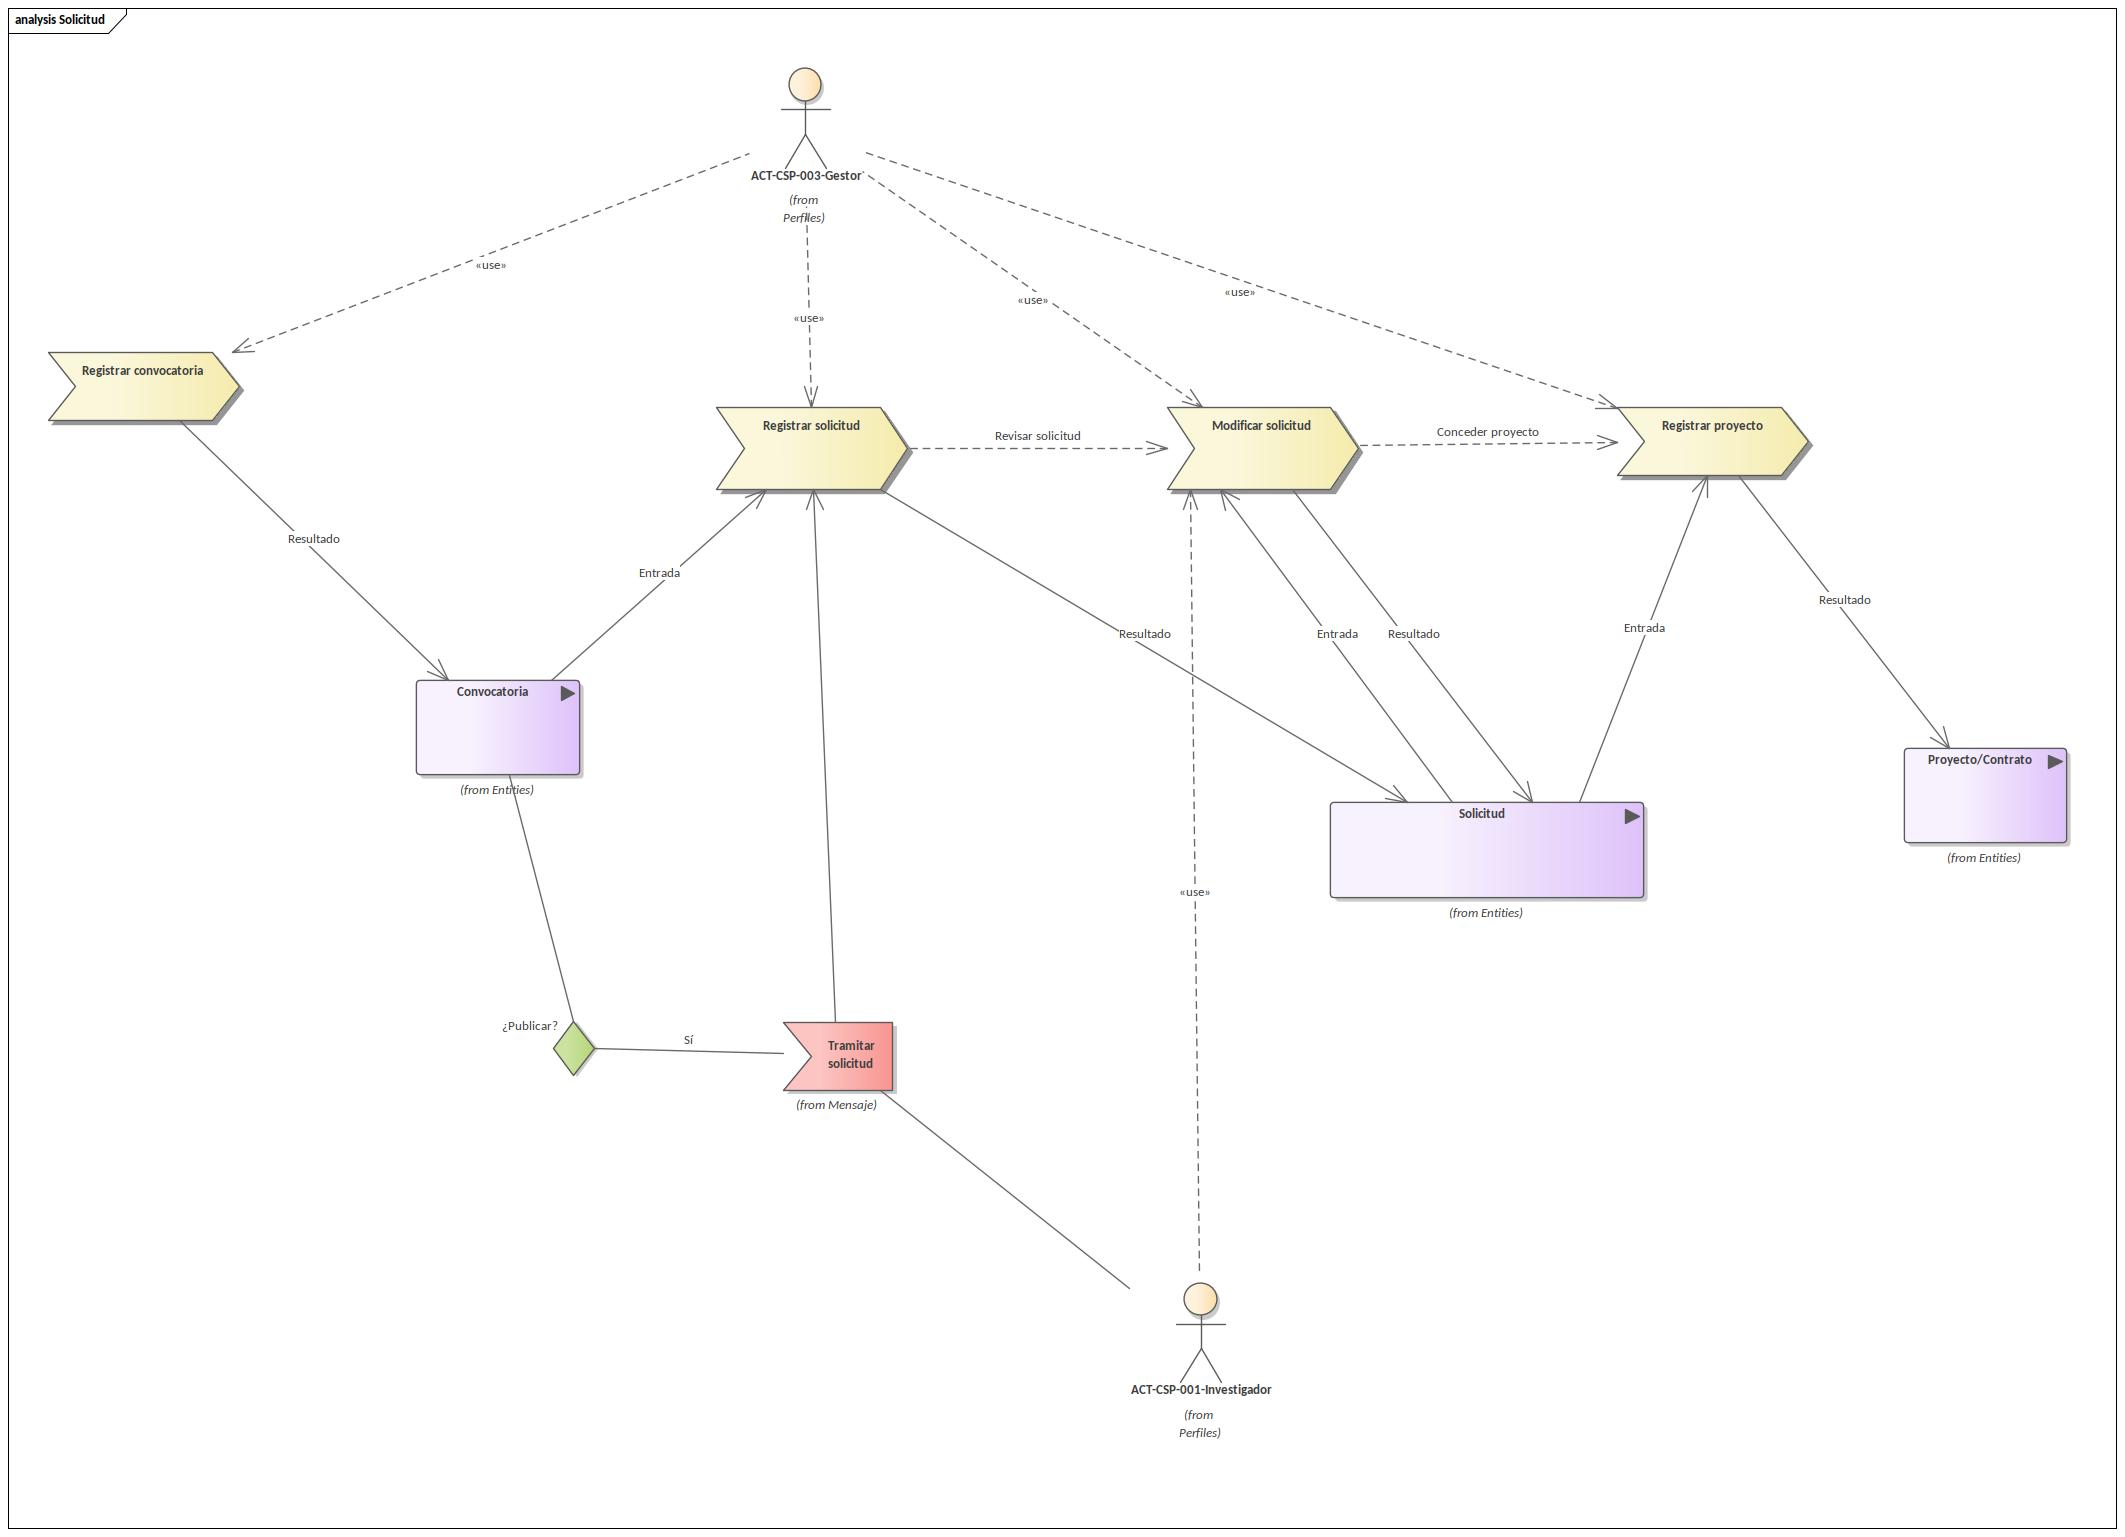 analysis Solicitud
ACT-CSP-003-Gestor
(from
Perfiles)
«use»
«use»
«use»
«use»
Registrar convocatoria
Registrar solicitud
Revisar solicitud
Modificar solicitud
Conceder proyecto
Registrar proyecto
Resultado
Entrada
Resultado
Entrada
Resultado
Entrada
Resultado
Convocatoria
(from Entities)
Proyecto/Contrato
(from Entities)
Solicitud
(from Entities)
«use»
¿Publicar?
Sí
Tramitar
solicitud
(from Mensaje)
ACT-CSP-001-Investigador
(from
Perfiles)